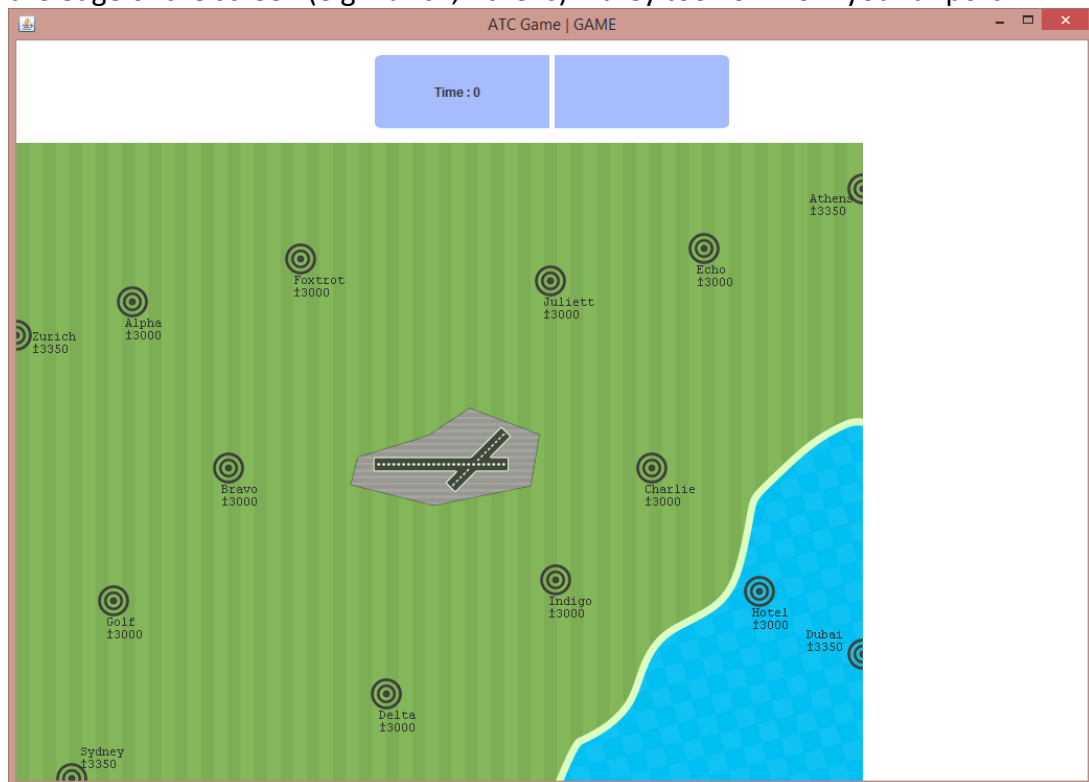 ATC Game | GAME
Time : 0
Athens
‡3350
Echo
‡3000
Foxtrot
‡3000
Juliett
‡3000
Alpha
‡3000
Zurich
‡3350
Bravo
‡3000
Charlie
‡3000
Indigo
‡3000
Hotel
‡3000
Golf
‡3000
Dubai
‡3350
Delta
‡3000
Sydney
‡3350